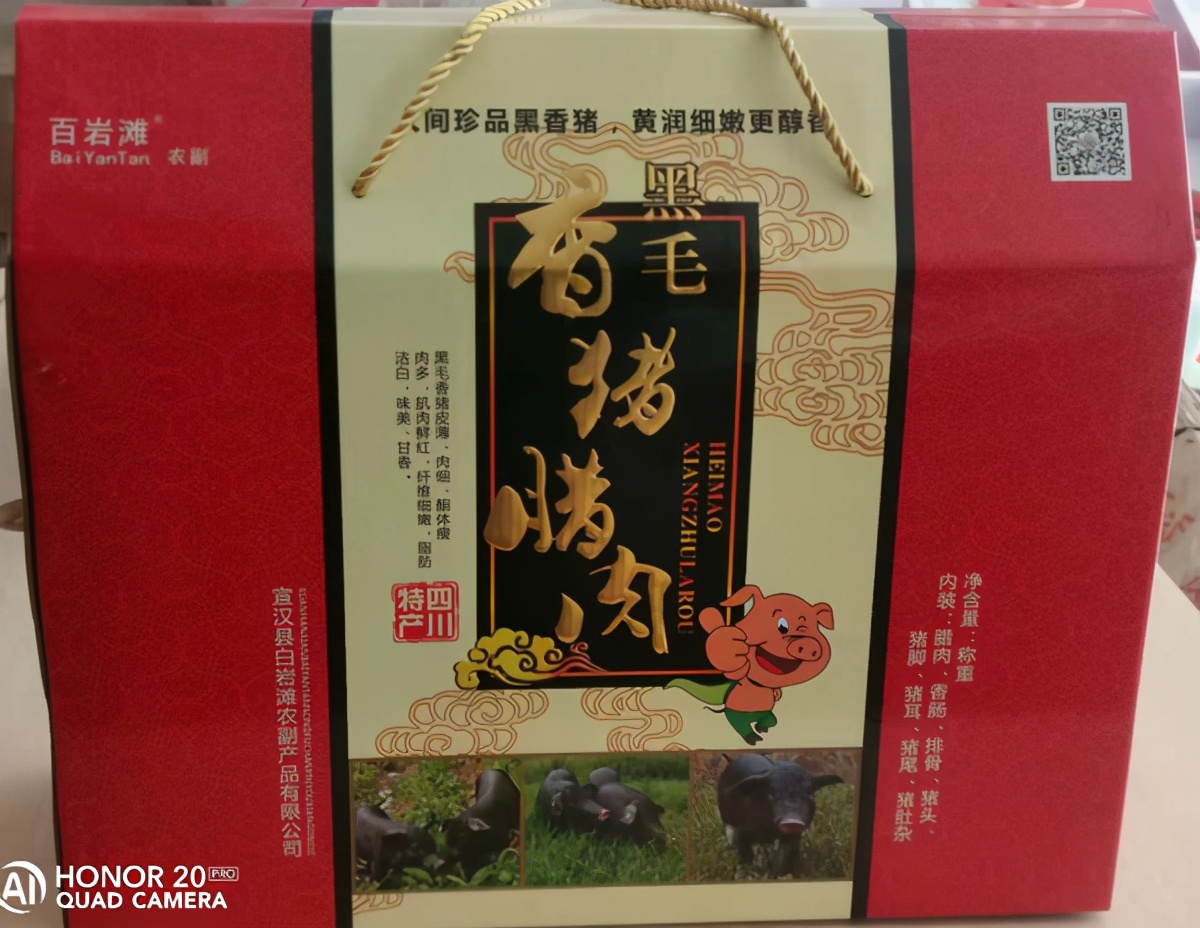 百岩滩®
BaiYanTan 农副
人间珍品黑香猪，黄润细嫩更醇香
黑毛
香猪腊肉
HEIMAO
XIANGZHULAROU
黑毛香猪皮薄、肉细、胴体瘦
肉多，肌肉鲜红，纤维细嫩，脂肪
洁白，味美、甘香。
四川
特产
宣汉县百岩滩农副产品有限公司
净含量：称重
内装：腊肉、香肠、排骨、猪头、
猪脚、猪耳、猪尾、猪肚杂
HONOR 20 PRO
AI QUAD CAMERA